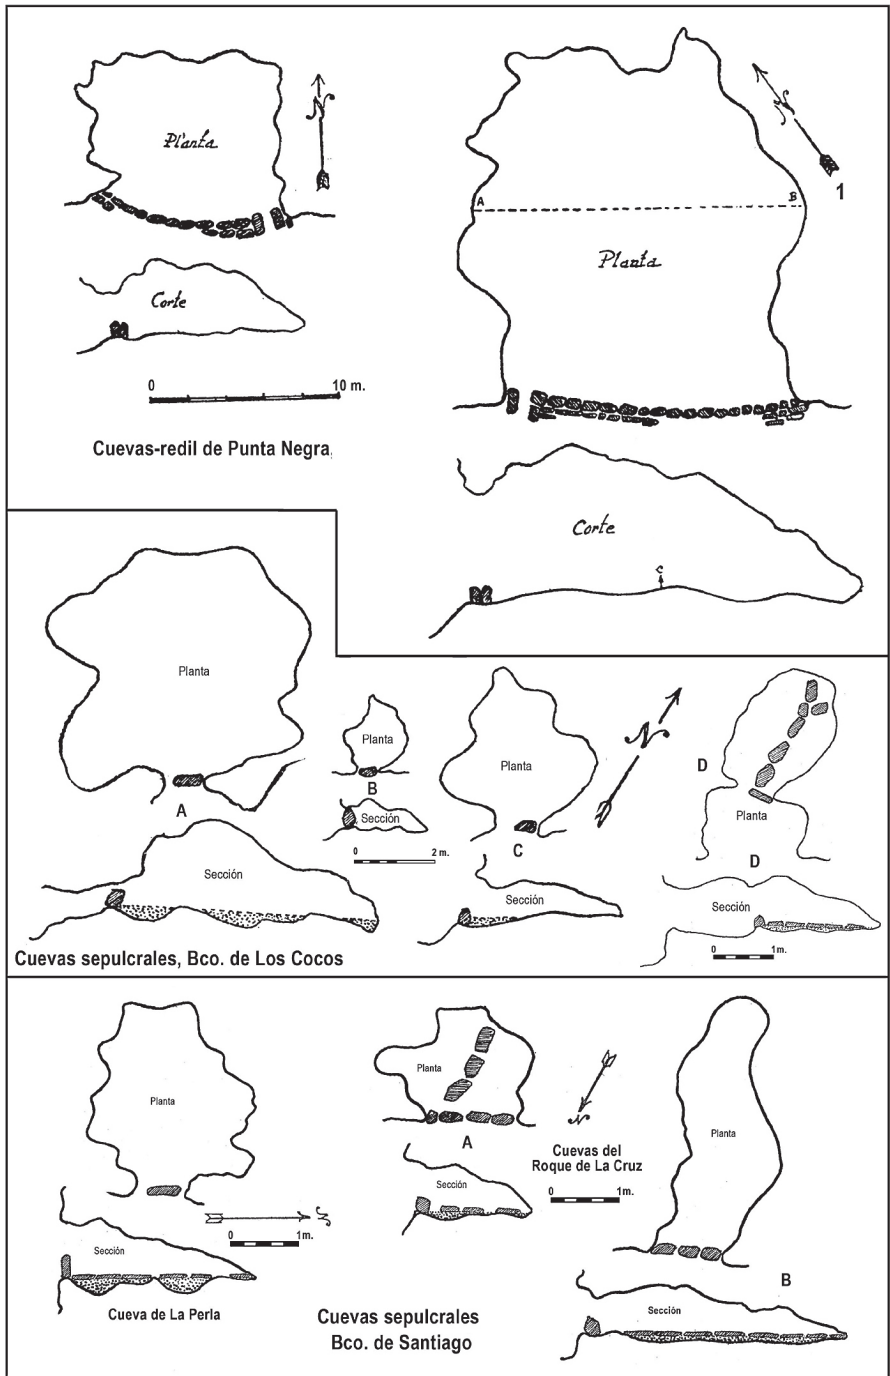 Planta
N
Corte
0 10 m.
Cuevas-redil de Punta Negra
N
1
A B
Planta
Corte
C
Planta
A
Sección
Planta
B
Sección
0 2 m.
Planta
C
Sección
N
D
Planta
D
Sección
0 1m.
Cuevas sepulcrales, Bco. de Los Cocos
Planta
N
0 1m.
Sección
Cueva de La Perla
Planta
A
Sección
N
Cuevas del
Roque de La Cruz
0 1m.
Planta
B
Sección
Cuevas sepulcrales
Bco. de Santiago